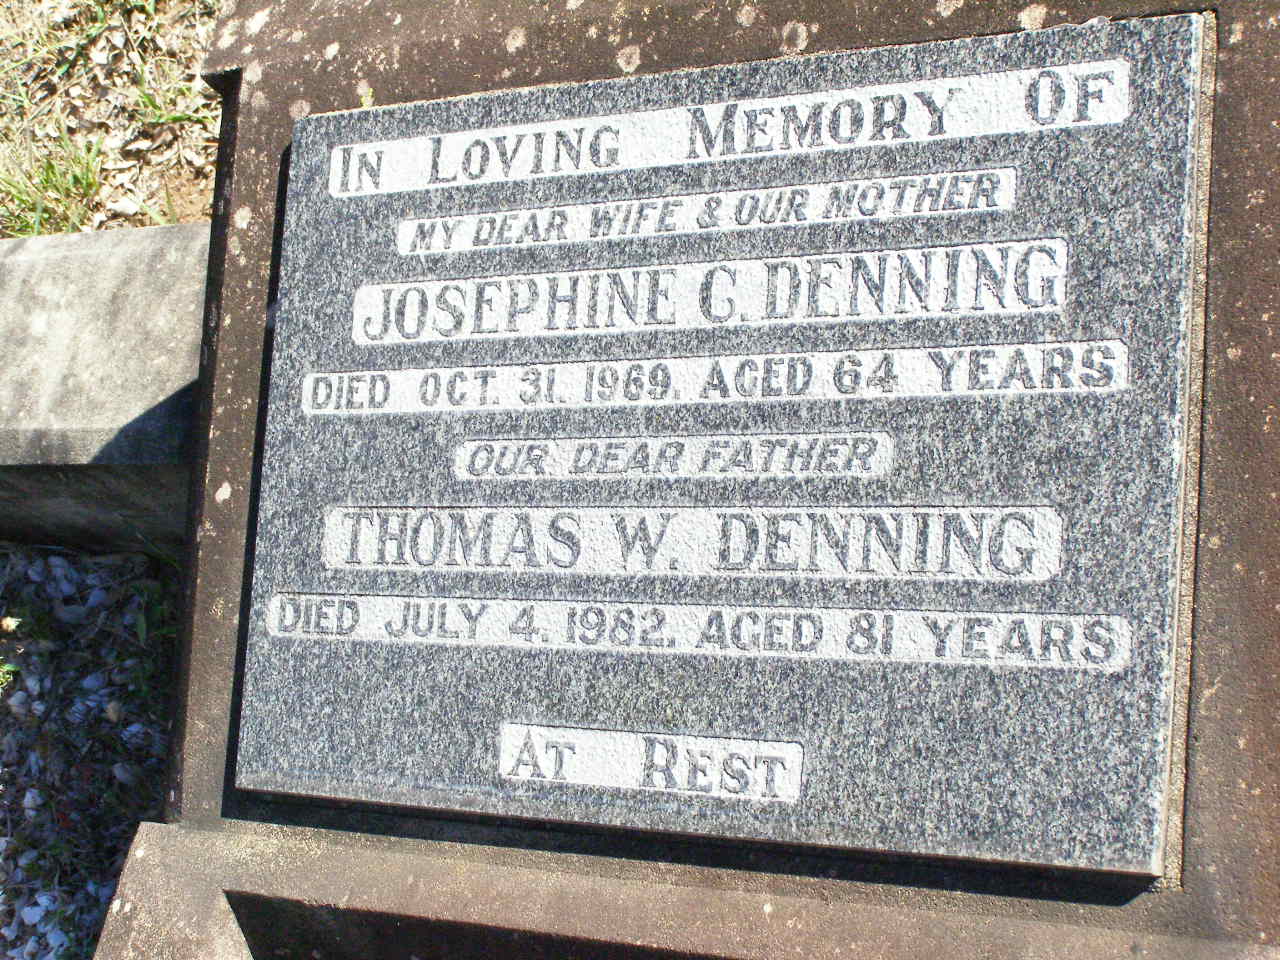 IN LOVING MEMORY OF
MY DEAR WIFE & OUR MOTHER
JOSEPHINE C. DENNING
DIED OCT. 31. 1969. AGED 64 YEARS
OUR DEAR FATHER
THOMAS W. DENNING
DIED JULY 4. 1982. AGED 81 YEARS
AT REST